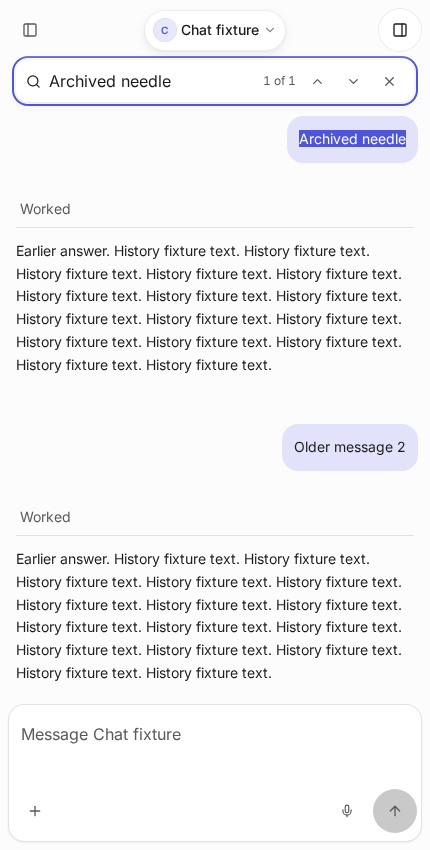 C Chat fixture
Archived needle 1 of 1
Archived needle
Worked
Earlier answer. History fixture text. History fixture text.
History fixture text. History fixture text. History fixture text.
History fixture text. History fixture text. History fixture text.
History fixture text. History fixture text. History fixture text.
History fixture text. History fixture text. History fixture text.
History fixture text. History fixture text.
Older message 2
Worked
Earlier answer. History fixture text. History fixture text.
History fixture text. History fixture text. History fixture text.
History fixture text. History fixture text. History fixture text.
History fixture text. History fixture text. History fixture text.
History fixture text. History fixture text. History fixture text.
History fixture text. History fixture text.
Message Chat fixture